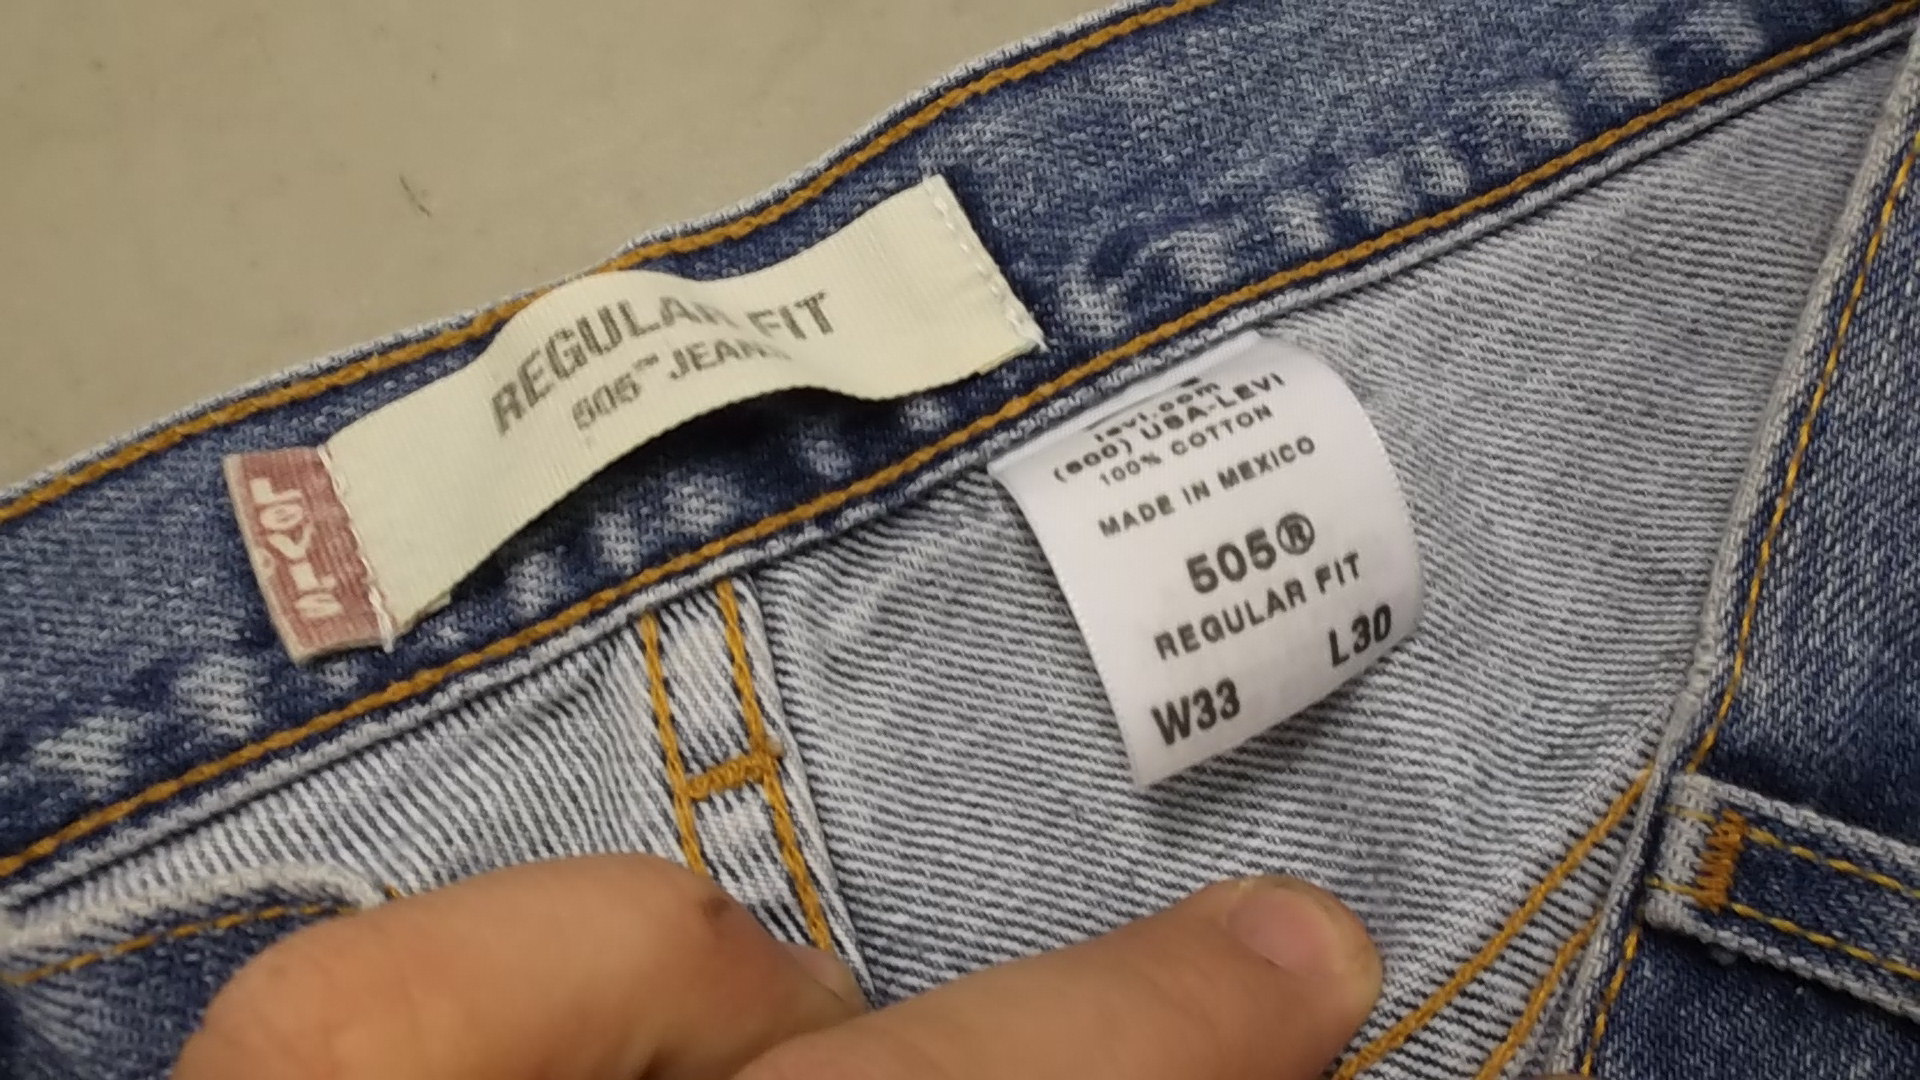 LEVI'S
REGULAR FIT
505™ JEANS
levi.com
(800) USA-LEVI
100% COTTON
MADE IN MEXICO
505®
REGULAR FIT
W33 L30